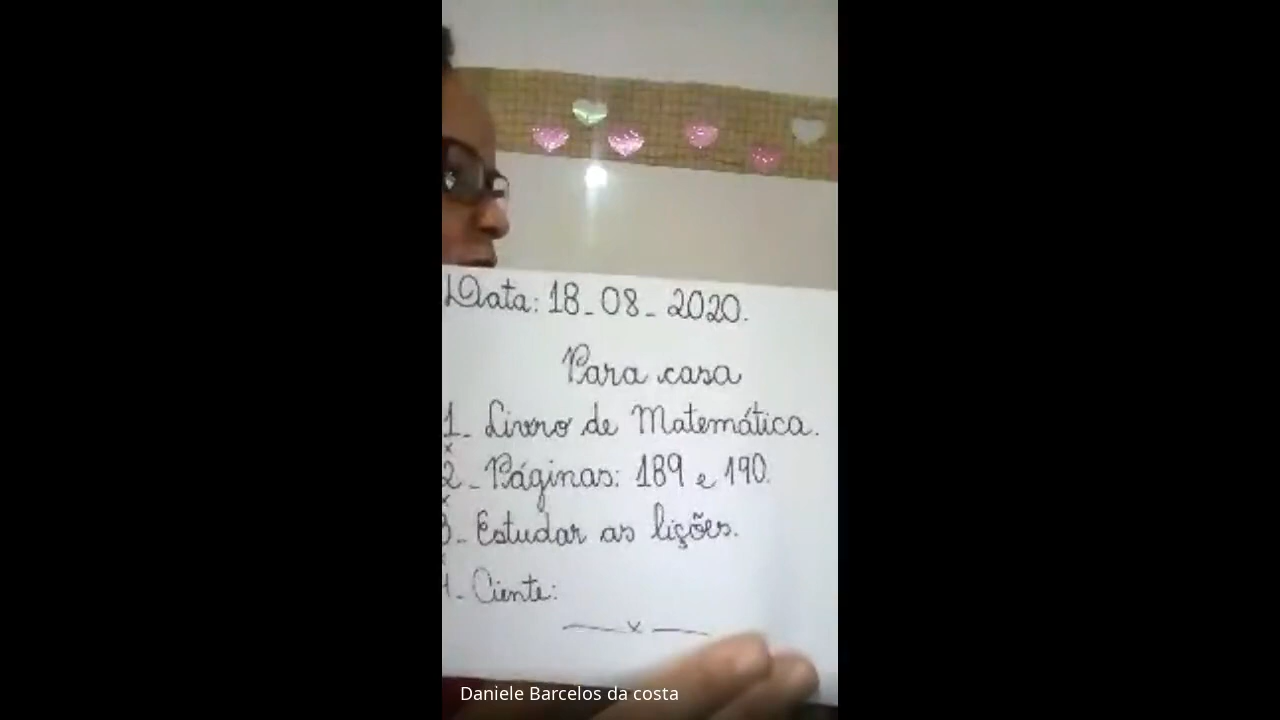 Data: 18-08-2020.
Para casa
1- Livro de Matemática.
2- Páginas: 189 e 190.
3- Estudar as lições.
4- Ciente:
x
Daniele Barcelos da costa